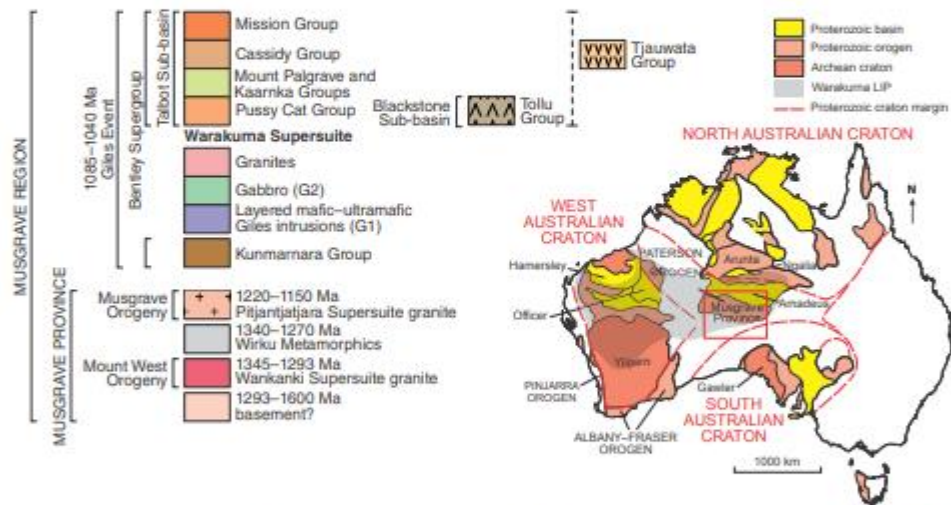 MUSGRAVE REGION
1085–1040 Ma
Giles Event
Bentley Supergroup
Talbot Sub-basin
Mission Group
Cassidy Group
Mount Palgrave and
Kaarnka Groups
Pussy Cat Group
Blackstone
Sub-basin
Tollu
Group
Tjauwata
Group
Warakurna Supersuite
Granites
Gabbro (G2)
Layered mafic–ultramafic
Giles intrusions (G1)
Kunmarnara Group
MUSGRAVE PROVINCE
Musgrave
Orogeny
1220–1150 Ma
Pitjantjatjara Supersuite granite
1340–1270 Ma
Wirku Metamorphics
Mount West
Orogeny
1345–1293 Ma
Wankanki Supersuite granite
1293–1600 Ma
basement?
Proterozoic basin
Proterozoic orogen
Archean craton
Warakurna LIP
Proterozoic craton margin
NORTH AUSTRALIAN CRATON
N
WEST
AUSTRALIAN
CRATON
PATERSON
OROGEN
Hamersley
Arunta
Ngalia
Amadeus
Officer
Musgrave
Province
Yilgarn
PINJARRA
OROGEN
Gawler
SOUTH
AUSTRALIAN
CRATON
ALBANY–FRASER
OROGEN
1000 km